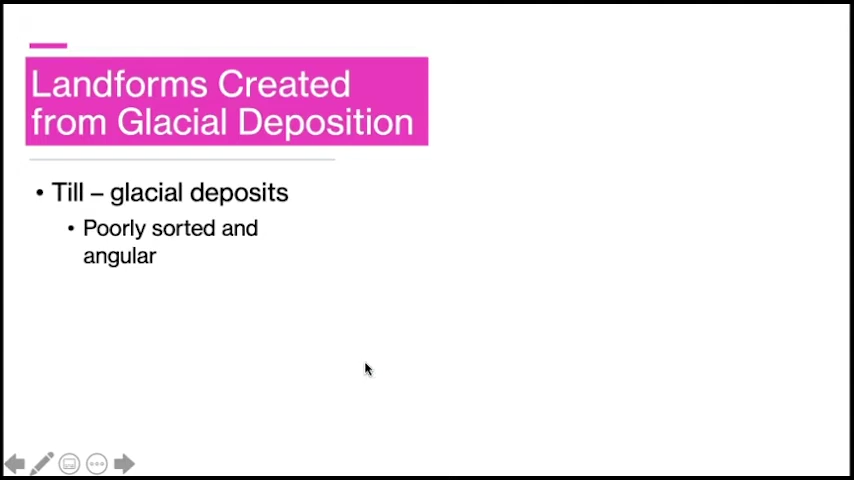 Landforms Created
from Glacial Deposition
• Till – glacial deposits
• Poorly sorted and
angular